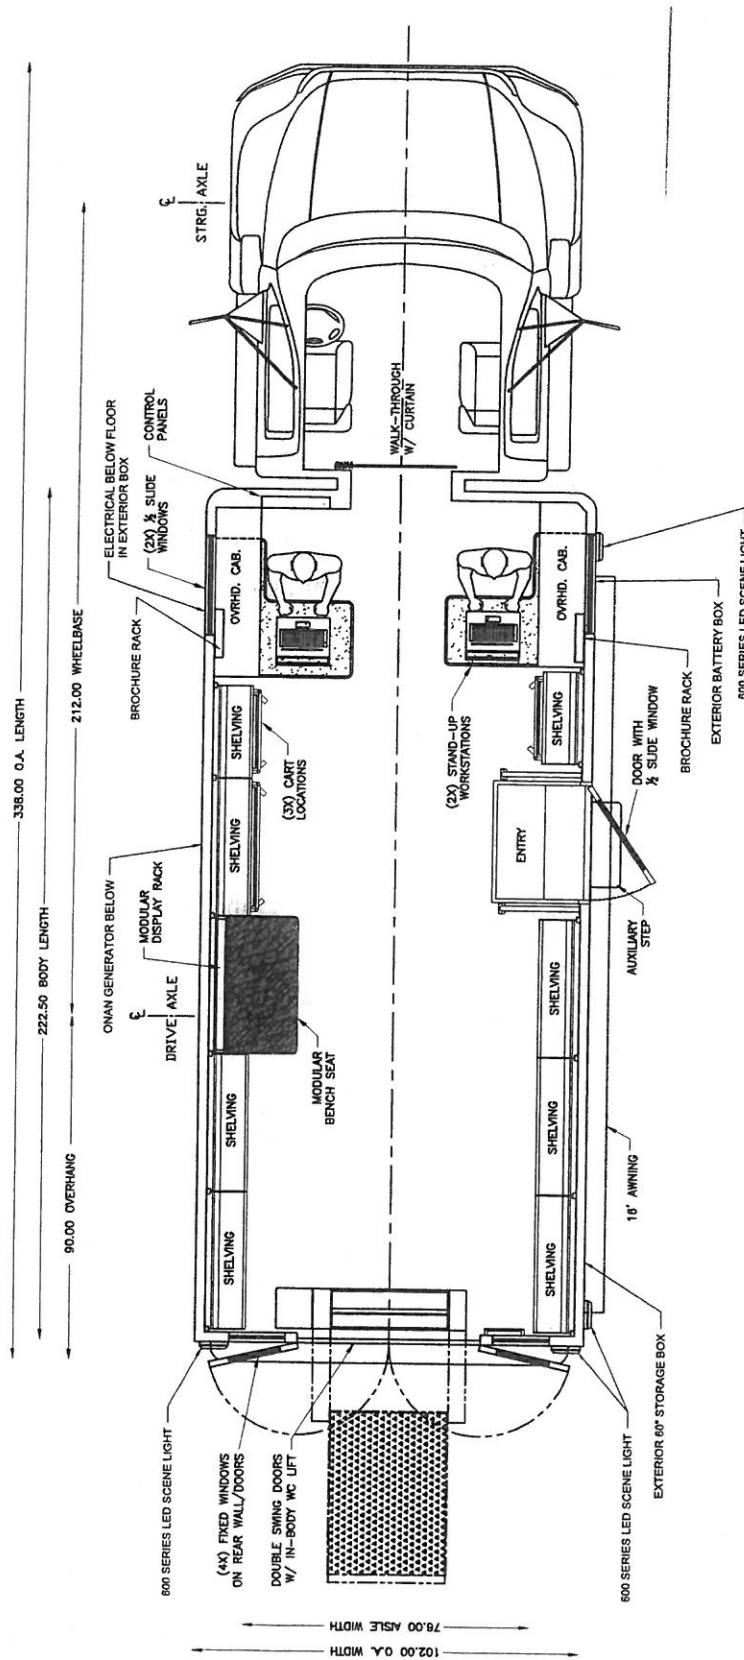 338.00 O.A. LENGTH
222.50 BODY LENGTH
90.00 OVERHANG
212.00 WHEELBASE
℄
STRG. AXLE
ELECTRICAL BELOW FLOOR
IN EXTERIOR BOX
(2X) ½ SLIDE
WINDOWS
CONTROL
PANELS
BROCHURE RACK
ONAN GENERATOR BELOW
MODULAR
DISPLAY RACK
℄
DRIVE AXLE
600 SERIES LED SCENE LIGHT
(4X) FIXED WINDOWS
ON REAR WALL/DOORS
DOUBLE SWING DOORS
W/ IN-BODY WC LIFT
SHELVING
SHELVING
MODULAR
BENCH SEAT
SHELVING
SHELVING
(3X) CART
LOCATIONS
OVRHD. CAB.
WALK-THROUGH
W/ CURTAIN
(2X) STAND-UP
WORKSTATIONS
SHELVING
SHELVING
SHELVING
ENTRY
SHELVING
OVRHD. CAB.
DOOR WITH
½ SLIDE WINDOW
AUXILIARY
STEP
BROCHURE RACK
EXTERIOR BATTERY BOX
600 SERIES LED SCENE LIGHT
16' AWNING
EXTERIOR 60" STORAGE BOX
600 SERIES LED SCENE LIGHT
76.00 AISLE WIDTH
102.00 O.A. WIDTH